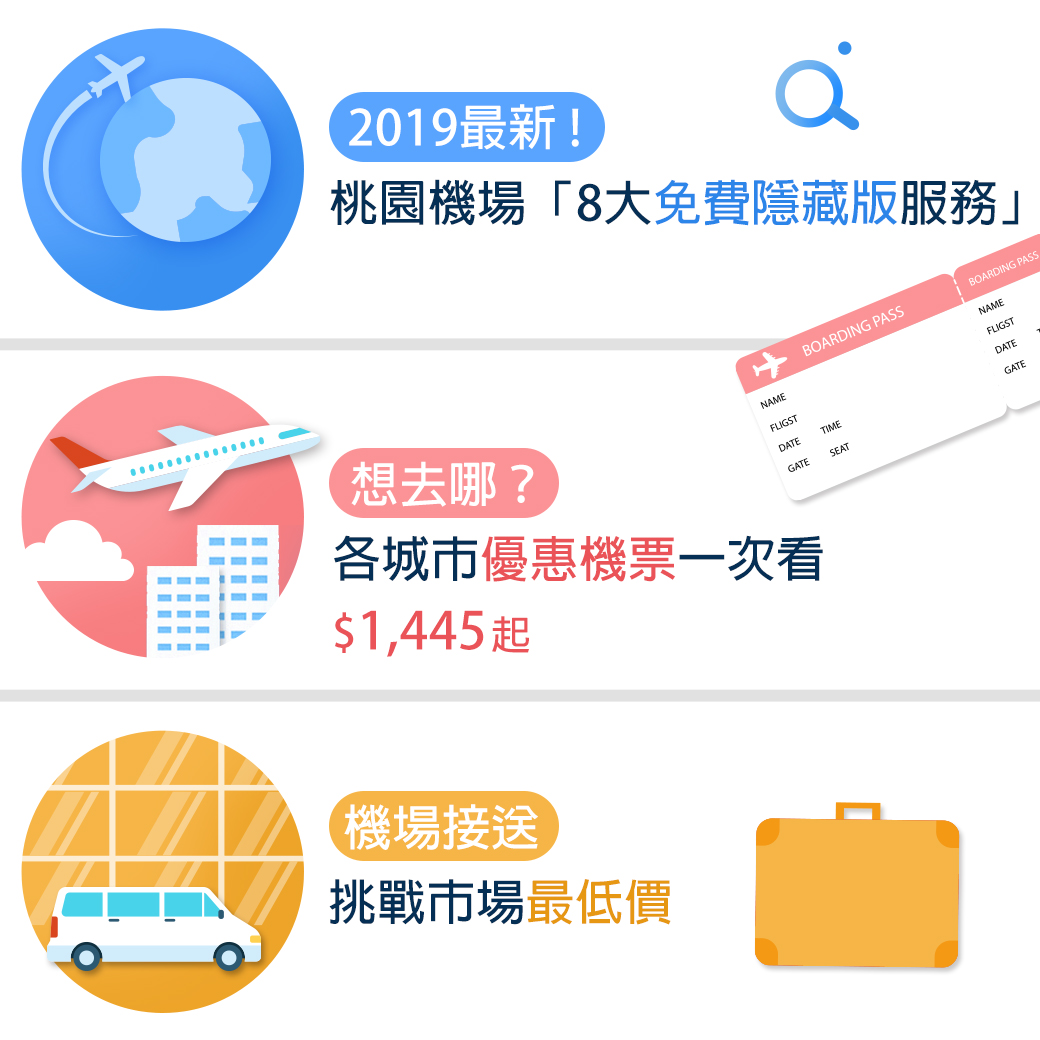 2019最新!
桃園機場「8大免費隱藏版服務」
BOARDING PASS
BOARDING PASS
NAME
FLIGST
DATE
GATE
NAME
FLIGST
DATE
TIME
GATE
SEAT
想去哪?
各城市優惠機票一次看
$1,445起
機場接送
挑戰市場最低價